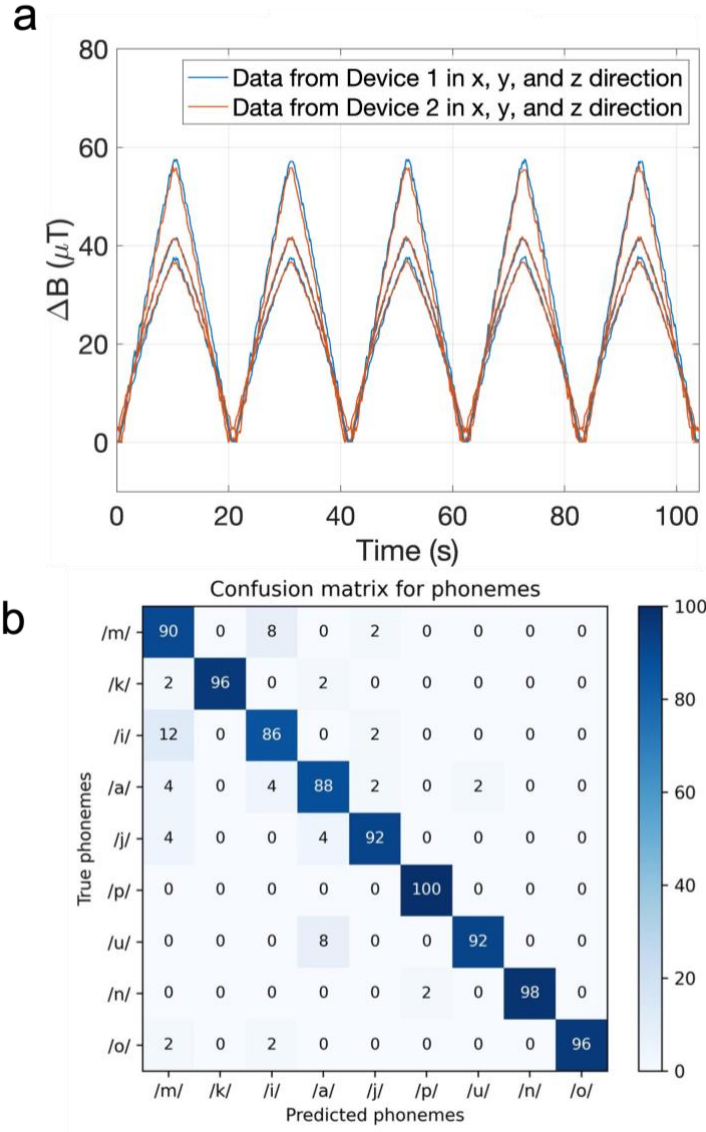 a
80
Data from Device 1 in x, y, and z direction
Data from Device 2 in x, y, and z direction
60
40
20
0
ΔB (μT)
0 20 40 60 80 100
Time (s)
b
Confusion matrix for phonemes
/m/ 90 0 8 0 2 0 0 0 0
/k/ 2 96 0 2 0 0 0 0 0
/i/ 12 0 86 0 2 0 0 0 0
/a/ 4 0 4 88 2 0 2 0 0
/j/ 4 0 0 4 92 0 0 0 0
/p/ 0 0 0 0 0 100 0 0 0
/u/ 0 0 0 8 0 0 92 0 0
/n/ 0 0 0 0 0 2 0 98 0
/o/ 2 0 2 0 0 0 0 0 96
/m/ /k/ /i/ /a/ /j/ /p/ /u/ /n/ /o/
True phonemes
Predicted phonemes
100
80
60
40
20
0